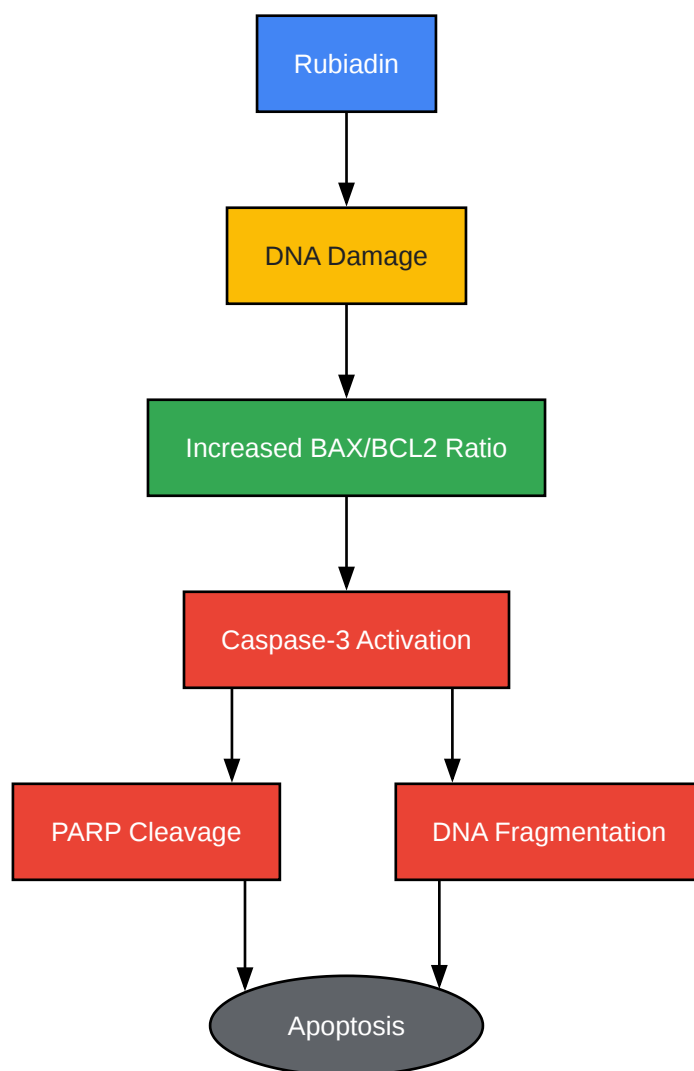 Rubiadin
DNA Damage
Increased BAX/BCL2 Ratio
Caspase-3 Activation
PARP Cleavage
DNA Fragmentation
Apoptosis